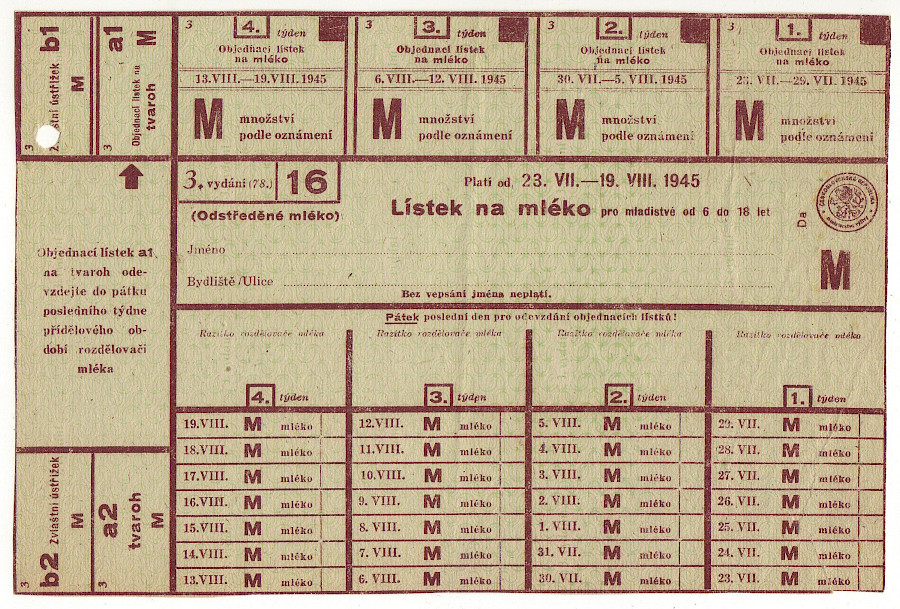 3 Zvláštní ústřižek b1
M
3 Objednací lístek na tvaroh a1
M
3 4. týden
Objednací lístek
na mléko
13.VIII.—19.VIII. 1945
M množství
podle oznámení
3 3. týden
Objednací lístek
na mléko
6.VIII.—12. VIII. 1945
M množství
podle oznámení
3 2. týden
Objednací lístek
na mléko
30. VII.—5. VIII. 1945
M množství
podle oznámení
3 1. týden
Objednací lístek
na mléko
23. VII.—29. VII. 1945
M množství
podle oznámení
Objednací lístek a1
na tvaroh ode-
vzdejte do pátku
posledního týdne
přídělového ob-
dobí rozdělovači
mléka
3. vydání (78.) 16
(Odstředěné mléko)
Platí od 23. VII.—19. VIII. 1945
Lístek na mléko pro mladistvé od 6 do 18 let
Da
ČESKOSLOVENSKÁ REPUBLIKA
M
Jméno
Bydliště/Ulice
Bez vepsání jména neplatí.
Pátek poslední den pro odevzdání objednacích lístků!
Razítko rozdělovače mléka Razítko rozdělovače mléka Razítko rozdělovače mléka Razítko rozdělovače mléka
4. týden 3. týden 2. týden 1. týden
19.VIII. M mléko 12.VIII. M mléko 5. VIII. M mléko 29. VII. M mléko
18.VIII. M mléko 11.VIII. M mléko 4. VIII. M mléko 28. VII. M mléko
17.VIII. M mléko 10.VIII. M mléko 3. VIII. M mléko 27. VII. M mléko
16.VIII. M mléko 9. VIII. M mléko 2. VIII. M mléko 26. VII. M mléko
15.VIII. M mléko 8. VIII. M mléko 1. VIII. M mléko 25. VII. M mléko
14.VIII. M mléko 7. VIII. M mléko 31. VII. M mléko 24. VII. M mléko
13.VIII. M mléko 6. VIII. M mléko 30. VII. M mléko 23. VII. M mléko
3 b2 Zvláštní ústřižek
M
3 a2 tvaroh
M